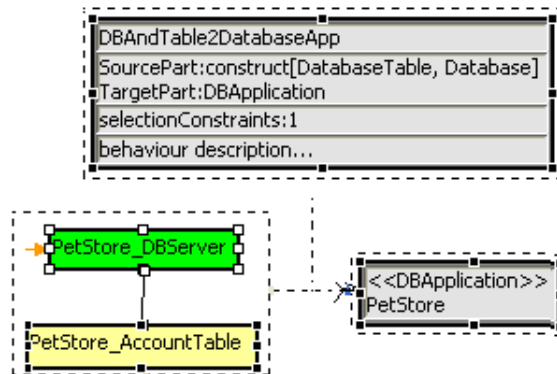 DBAndTable2DatabaseApp
SourcePart:construct[DatabaseTable, Database]
TargetPart:DBApplication
selectionConstraints:1
behaviour description...
PetStore_DBServer
<<DBApplication>>
PetStore
PetStore_AccountTable